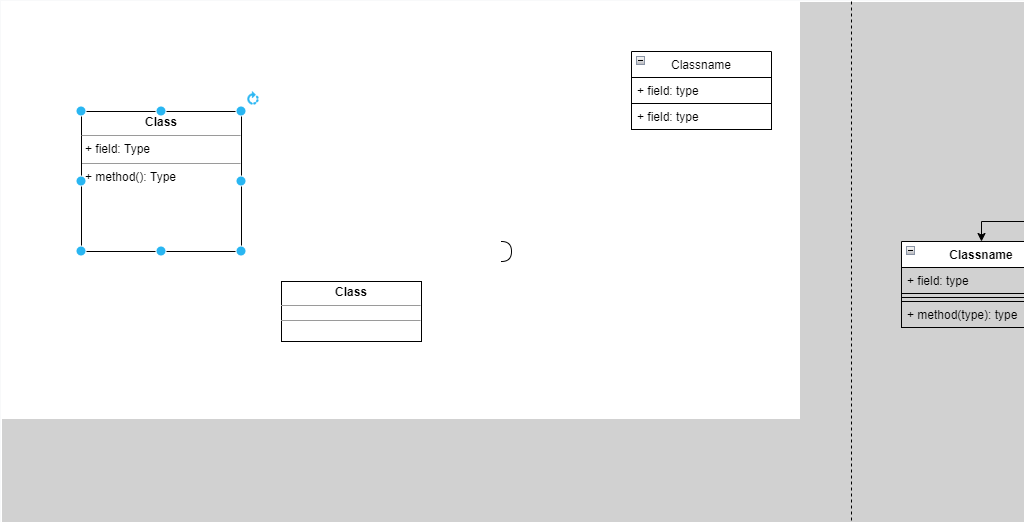 Classname
+ field: type
+ field: type
Class
+ field: Type
+ method(): Type
Class
Classname
+ field: type
+ method(type): type